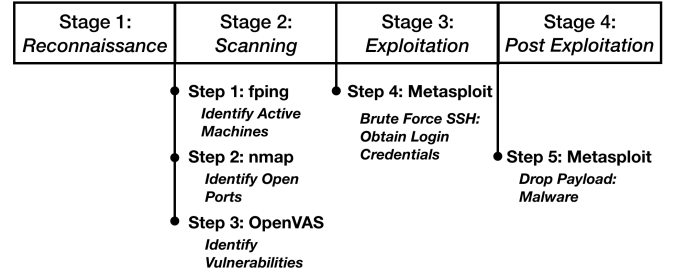 Stage 1:
Reconnaissance
Stage 2:
Scanning
Stage 3:
Exploitation
Stage 4:
Post Exploitation
Step 1: fping
Identify Active
Machines
Step 2: nmap
Identify Open
Ports
Step 3: OpenVAS
Identify
Vulnerabilities
Step 4: Metasploit
Brute Force SSH:
Obtain Login
Credentials
Step 5: Metasploit
Drop Payload:
Malware